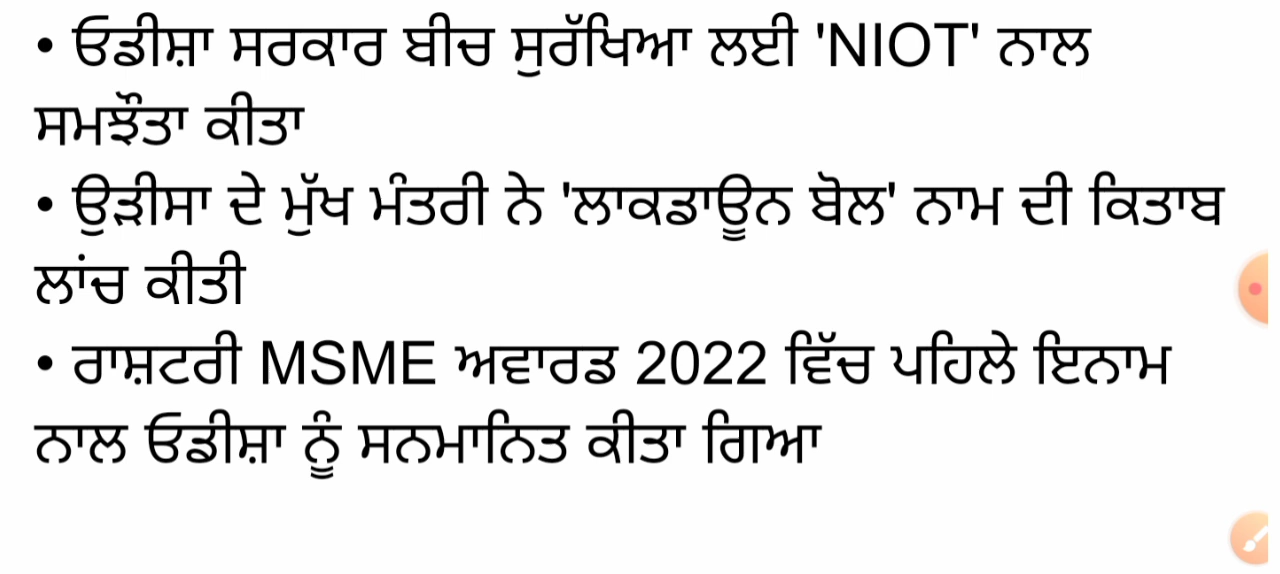 • ਓਡੀਸ਼ਾ ਸਰਕਾਰ ਬੀਚ ਸੁਰੱਖਿਆ ਲਈ 'NIOT' ਨਾਲ
ਸਮਝੌਤਾ ਕੀਤਾ
• ਉੜੀਸਾ ਦੇ ਮੁੱਖ ਮੰਤਰੀ ਨੇ 'ਲਾਕਡਾਊਨ ਬੋਲ' ਨਾਮ ਦੀ ਕਿਤਾਬ
ਲਾਂਚ ਕੀਤੀ
• ਰਾਸ਼ਟਰੀ MSME ਅਵਾਰਡ 2022 ਵਿੱਚ ਪਹਿਲੇ ਇਨਾਮ
ਨਾਲ ਓਡੀਸ਼ਾ ਨੂੰ ਸਨਮਾਨਿਤ ਕੀਤਾ ਗਿਆ